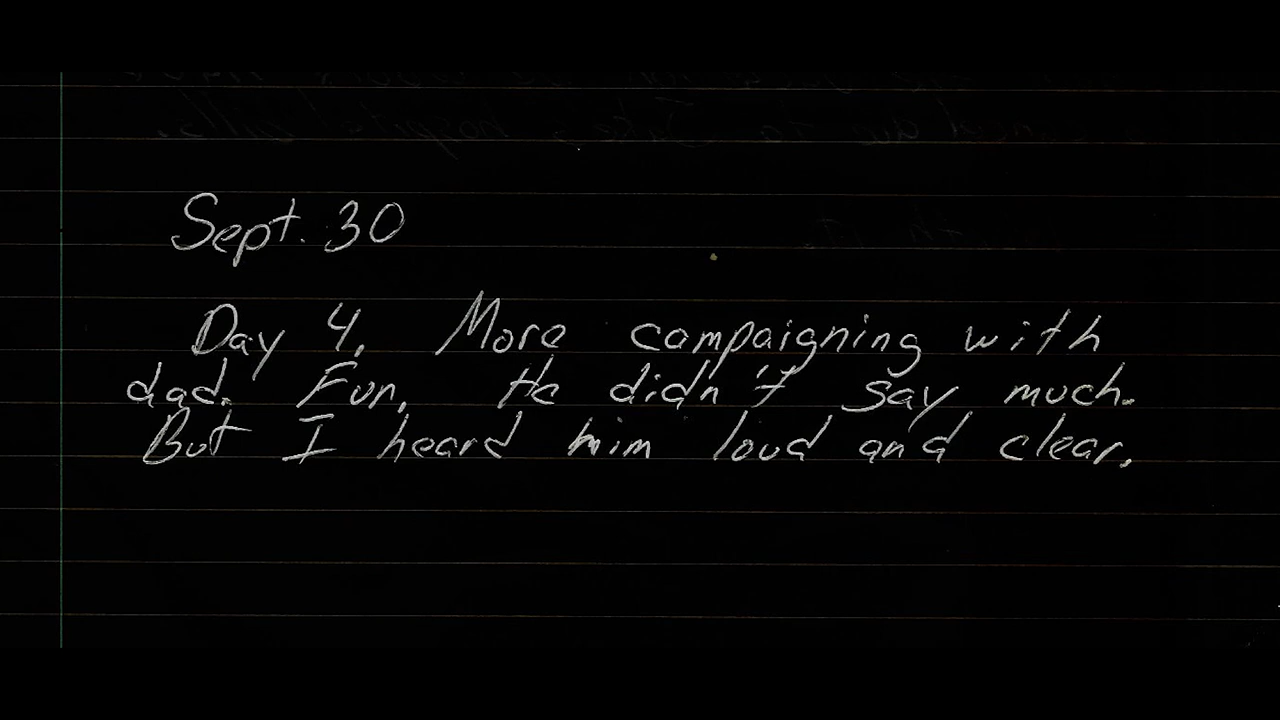 Sept. 30
Day 4. More campaigning with
dad. Fun. He didn't say much.
But I heard him loud and clear.